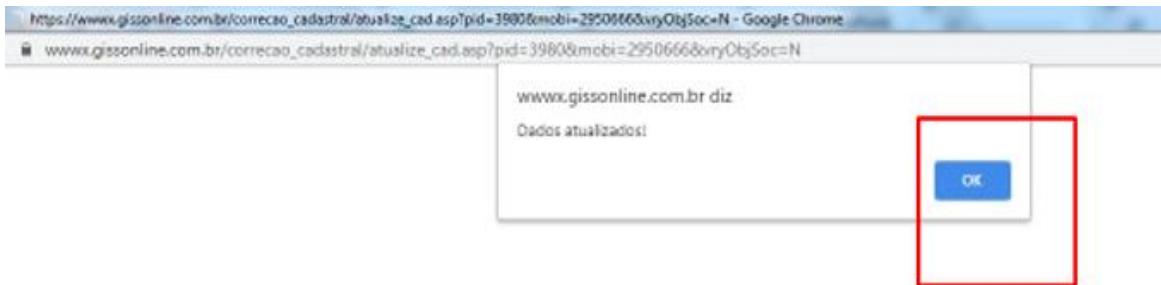 https://wwwx.gissonline.com.br/correcao_cadastral/atualize_cad.asp?pid=3980&mobi=2950666&vryObjSoc=N - Google Chrome
wwwx.gissonline.com.br/correcao_cadastral/atualize_cad.asp?pid=3980&mobi=2950666&vryObjSoc=N
wwwx.gissonline.com.br diz
Dados atualizados!
OK